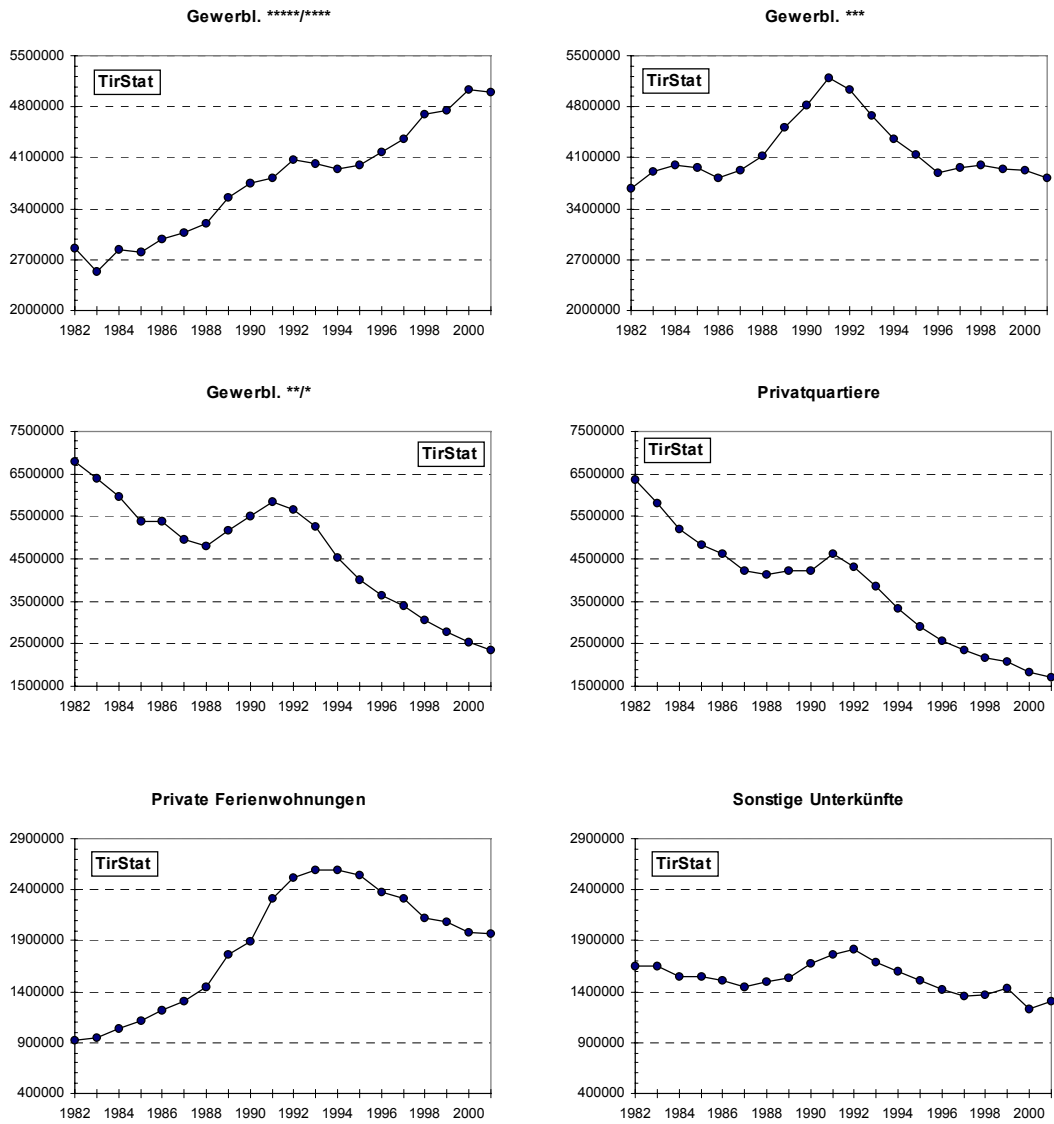 Gewerbl. *****/****
5500000
4800000
4100000
3400000
2700000
2000000
TirStat
1982 1984 1986 1988 1990 1992 1994 1996 1998 2000
Gewerbl. ***
5500000
4800000
4100000
3400000
2700000
2000000
TirStat
1982 1984 1986 1988 1990 1992 1994 1996 1998 2000
Gewerbl. **/*
7500000
6500000
5500000
4500000
3500000
2500000
1500000
TirStat
1982 1984 1986 1988 1990 1992 1994 1996 1998 2000
Privatquartiere
7500000
6500000
5500000
4500000
3500000
2500000
1500000
TirStat
1982 1984 1986 1988 1990 1992 1994 1996 1998 2000
Private Ferienwohnungen
2900000
2400000
1900000
1400000
900000
400000
TirStat
1982 1984 1986 1988 1990 1992 1994 1996 1998 2000
Sonstige Unterkünfte
2900000
2400000
1900000
1400000
900000
400000
TirStat
1982 1984 1986 1988 1990 1992 1994 1996 1998 2000